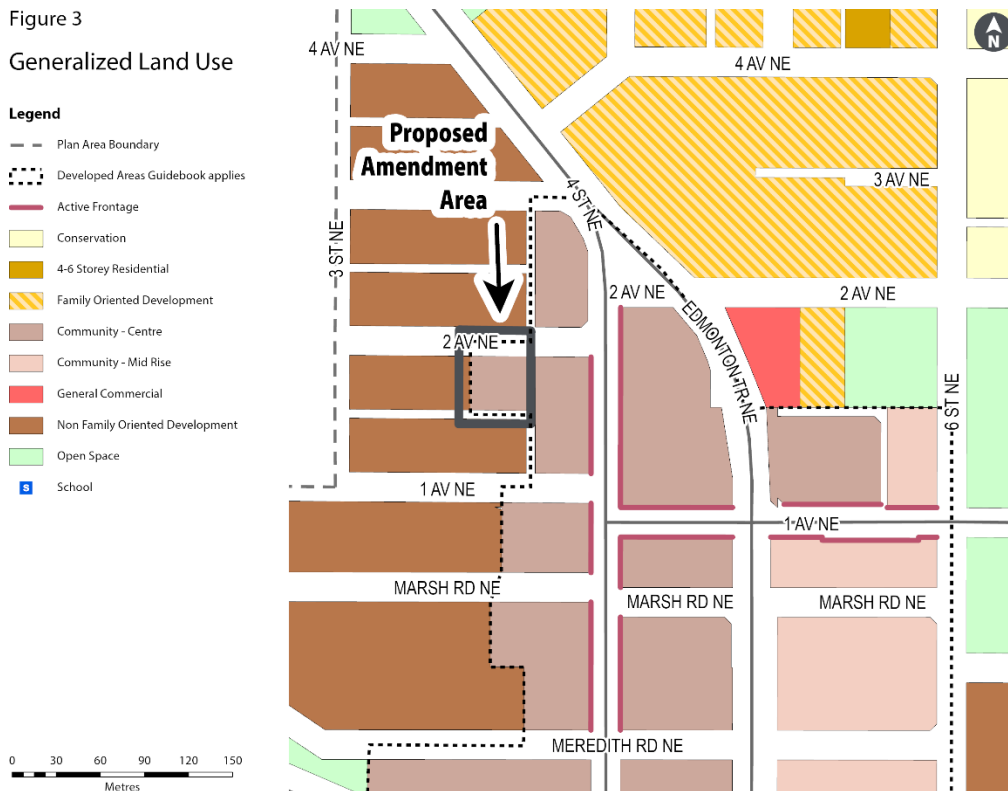 Figure 3
Generalized Land Use
Legend
Plan Area Boundary
Developed Areas Guidebook applies
Active Frontage
Conservation
4-6 Storey Residential
Family Oriented Development
Community - Centre
Community - Mid Rise
General Commercial
Non Family Oriented Development
Open Space
S School
0 30 60 90 120 150
Metres
N
4 AV NE
4 AV NE
Proposed
Amendment
Area
3 AV NE
4 ST NE
3 ST NE
2 AV NE
2 AV NE
2 AV NE
EDMONTON TR NE
6 ST NE
1 AV NE
1 AV NE
MARSH RD NE
MARSH RD NE
MARSH RD NE
MEREDITH RD NE